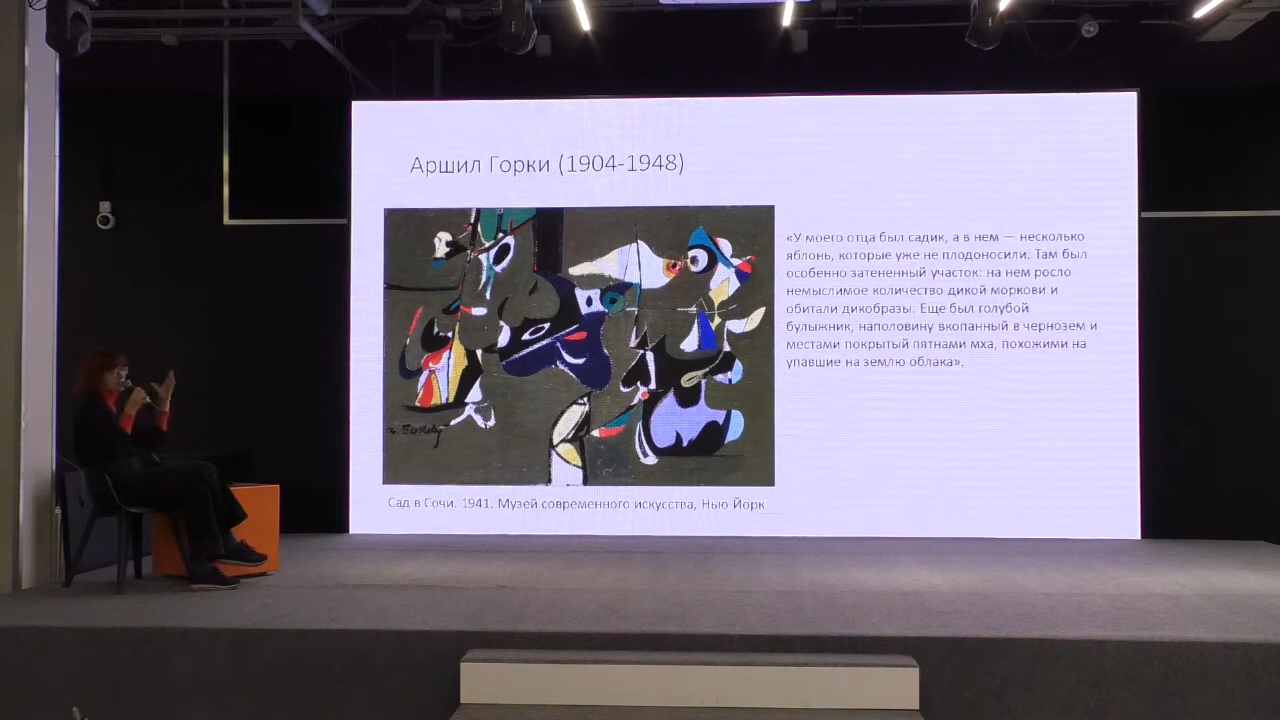 Аршил Горки (1904-1948)
«У моего отца был садик, а в нем — несколько
яблонь, которые уже не плодоносили. Там был
особенно затененный участок: на нем росло
немыслимое количество дикой моркови и
обитали дикобразы. Еще был голубой
булыжник, наполовину вкопанный в чернозем и
местами покрытый пятнами мха, похожими на
упавшие на землю облака».
a. Gorky
Сад в Сочи. 1941. Музей современного искусства, Нью-Йорк